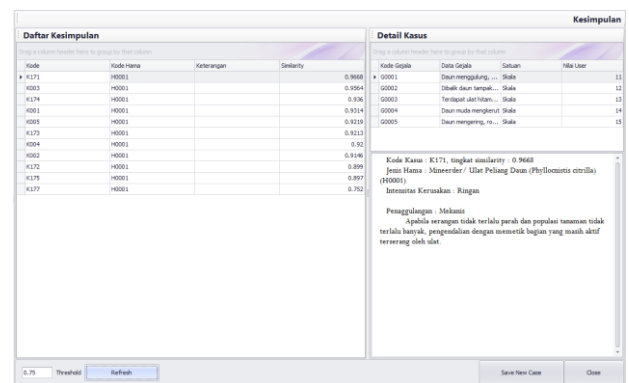 Kesimpulan
Daftar Kesimpulan
Drag a column header here to group by that column
Kode Kode Hama Keterangan Similarity
K171 H0001 0.9668
K003 H0001 0.9564
K174 H0001 0.936
K001 H0001 0.9314
K005 H0001 0.9219
K173 H0001 0.9213
K004 H0001 0.92
K002 H0001 0.9146
K172 H0001 0.899
K175 H0001 0.897
K177 H0001 0.752
Detail Kasus
Drag a column header here to group by that column
Kode Gejala Data Gejala Satuan Nilai User
G0001 Daun menggulung, ... Skala 11
G0002 Dibalik daun tampak... Skala 12
G0003 Terdapat ulat hitam... Skala 13
G0004 Daun muda mengkerut Skala 14
G0005 Daun mengering, ro... Skala 15
Kode Kasus : K171, tingkat similarity : 0.9668
Jenis Hama : Mineerder/ Ulat Peliang Daun (Phyllocnistis citrilla)
(H0001)
Intensitas Kerusakan : Ringan
Penaggulangan : Mekanis
Apabila serangan tidak terlalu parah dan populasi tanaman tidak
terlalu banyak, pengendalian dengan memetik bagian yang masih aktif
terserang oleh ulat.
0.75 Threshold Refresh Save New Case Close